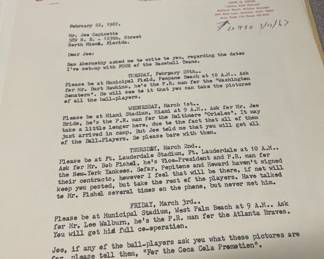 February 22, 1967.
Mr. Joe Capicotta
North Miami, Florida.
Dear Joe:
Sam Abernethy asked me to write you, regarding the dates
I've set-up with FOUR of the Baseball Teams.
TUESDAY, February 28th...
Please be at Municipal Field, Pompano Beach at 10 A.M.. Ask
for Mr. Burt Hawkins, he's the P.R. man for the "Washington
Senators". He will see to it that you can take the pictures
of all the ball-players.
WEDNESDAY, March 1st..
Please be at Miami Stadium, Miami at 9 A.M.. Ask for Mr. Joe
Bride, he's the P.R. man for the "Baltimore Orioles". It may
take a little longer here, due to the fact that All of them
just arrived in camp. But Joe told me that you will get all
of the Ball-Players. So please bare with them.
THURSDAY, March 2nd..
Please be at Ft. Lauderdale Stadium, Ft. Lauderdale at 10 A.M..
Ask for Mr. Bob Fishel, he's Vice-President and P.R. man for
the New-York Yankees. Sofar, Pepitone and Howard haven't signed
their contracts, however I feel that will be there, if not will
keep you posted, but take the rest of the players. Have talked
to Mr. Fishel several times on the phone, but never met him.
FRIDAY, March 3rd..
Please be at Municipal Stadium, West Palm Beach at 9 A.M.. Ask
for Mr. Lee Walburn, he's the P.R. man for the Atlanta Braves.
You will get his full co-operation.
Joe, if any of the ball-players ask you what these pictures are
for, please tell them, "For the Coca Cola Promotion".